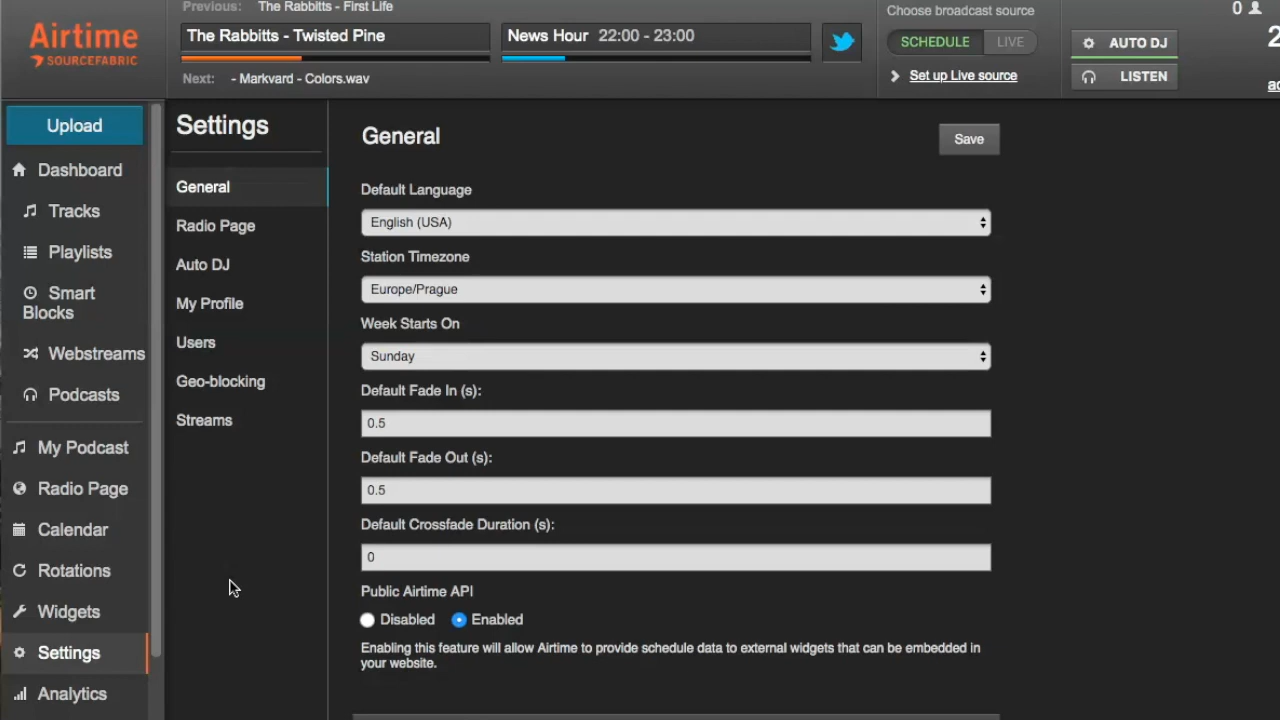 Airtime
SOURCEFABRIC
Previous: The Rabbitts - First Life
The Rabbitts - Twisted Pine
Next: - Markvard - Colors.wav
News Hour 22:00 - 23:00
Choose broadcast source
SCHEDULE LIVE
Set up Live source
AUTO DJ
LISTEN
0
Upload
Dashboard
Tracks
Playlists
Smart
Blocks
Webstreams
Podcasts
My Podcast
Radio Page
Calendar
Rotations
Widgets
Settings
Analytics
Settings
General
Radio Page
Auto DJ
My Profile
Users
Geo-blocking
Streams
General
Save
Default Language
English (USA)
Station Timezone
Europe/Prague
Week Starts On
Sunday
Default Fade In (s):
0.5
Default Fade Out (s):
0.5
Default Crossfade Duration (s):
0
Public Airtime API
Disabled Enabled
Enabling this feature will allow Airtime to provide schedule data to external widgets that can be embedded in
your website.